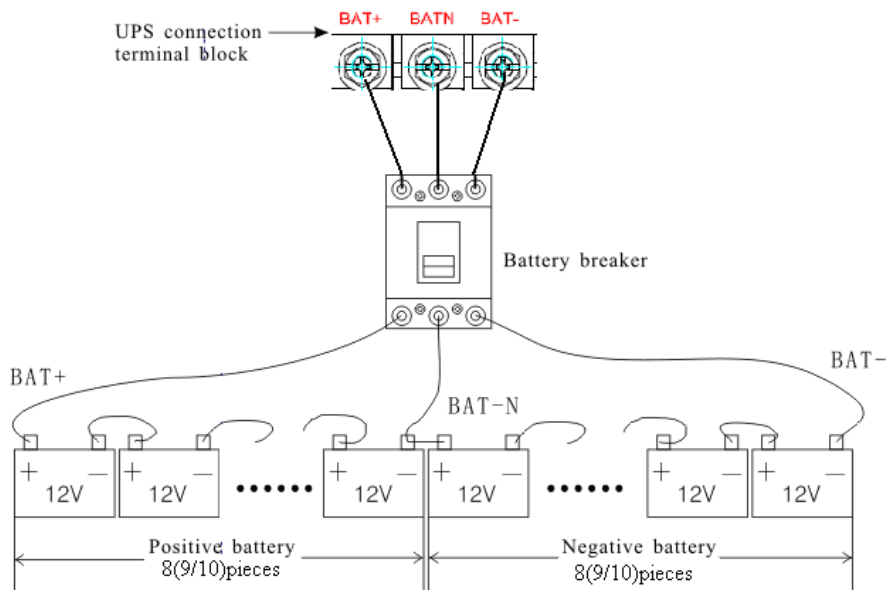 BAT+ BATN BAT-
UPS connection
terminal block
Battery breaker
BAT+
BAT-
BAT-N
+ − + − + − + − + + −
12V 12V 12V 12V 12V 12V
Positive battery
8(9/10)pieces
Negative battery
8(9/10)pieces